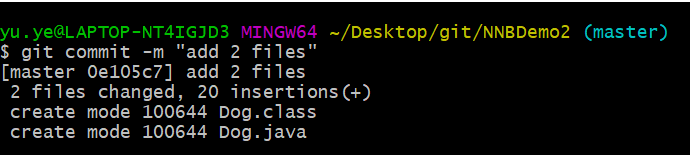 yu.ye@LAPTOP-NT4IGJD3 MINGW64 ~/Desktop/git/NNBDemo2 (master)
$ git commit -m "add 2 files"
[master 0e105c7] add 2 files
 2 files changed, 20 insertions(+)
 create mode 100644 Dog.class
 create mode 100644 Dog.java